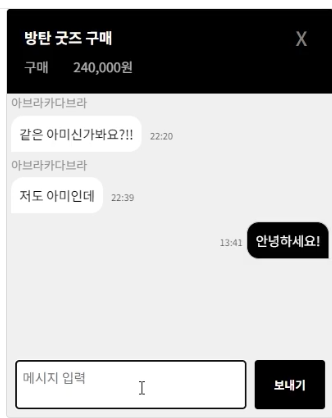 방탄 굿즈 구매
X
구매 240,000원
아브라카다브라
같은 아미신가봐요?!! 22:20
아브라카다브라
저도 아미인데 22:39
13:41 안녕하세요!
메시지 입력
보내기